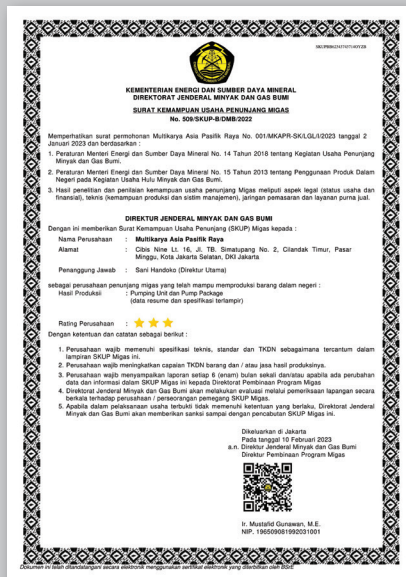 KEMENTERIAN ENERGI DAN SUMBER DAYA MINERAL
DIREKTORAT JENDERAL MINYAK DAN GAS BUMI
SURAT KEMAMPUAN USAHA PENUNJANG MIGAS
No. 509/SKUP-B/DMB/2022
Memperhatikan surat permohonan Multikarya Asia Pasifik Raya No. 001/MKAPR-SK/LGL/I/2023 tanggal 2
Januari 2023 dan berdasarkan :
1. Peraturan Menteri Energi dan Sumber Daya Mineral No. 14 Tahun 2018 tentang Kegiatan Usaha Penunjang
Minyak dan Gas Bumi.
2. Peraturan Menteri Energi dan Sumber Daya Mineral No. 15 Tahun 2013 tentang Penggunaan Produk Dalam
Negeri pada Kegiatan Usaha Hulu Minyak dan Gas Bumi.
3. Hasil penelitian dan penilaian kemampuan usaha penunjang Migas meliputi aspek legal (status usaha dan
finansial), teknis (kemampuan produksi dan sistim manajemen), jaringan pemasaran dan layanan purna jual.
DIREKTUR JENDERAL MINYAK DAN GAS BUMI
Dengan ini memberikan Surat Kemampuan Usaha Penunjang (SKUP) Migas kepada :
Nama Perusahaan : Multikarya Asia Pasifik Raya
Alamat : Cibis Nine Lt. 16, Jl. TB. Simatupang No. 2, Cilandak Timur, Pasar
Minggu, Kota Jakarta Selatan, DKI Jakarta
Penanggung Jawab : Sani Handoko (Direktur Utama)
sebagai perusahaan penunjang migas yang telah mampu memproduksi barang dalam negeri :
Hasil Produksii : Pumping Unit dan Pump Package
(data resume dan spesifikasi terlampir)
Rating Perusahaan :
Dengan ketentuan dan catatan sebagai berikut :
1. Perusahaan wajib memenuhi spesifikasi teknis, standar dan TKDN sebagaimana tercantum dalam
lampiran SKUP Migas ini.
2. Perusahaan wajib meningkatkan capaian TKDN barang dan / atau jasa hasil produksinya.
3. Perusahaan wajib menyampaikan laporan setiap 6 (enam) bulan sekali dan/atau apabila ada perubahan
data dan informasi dalam SKUP Migas ini kepada Direktorat Pembinaan Program Migas
4. Direktorat Jenderal Minyak dan Gas Bumi akan melakukan evaluasi melalui pemeriksaan lapangan secara
berkala terhadap perusahaan / perseorangan pemegang SKUP Migas.
5. Apabila dalam pelaksanaan usaha terbukti tidak memenuhi ketentuan yang berlaku, Direktorat Jenderal
Minyak dan Gas Bumi akan memberikan sanksi sampai dengan pencabutan SKUP Migas ini.
Dikeluarkan di Jakarta
Pada tanggal 10 Februari 2023
a.n. Direktur Jenderal Minyak dan Gas Bumi
Direktur Pembinaan Program Migas
Ir. Mustafid Gunawan, M.E.
NIP. 196509081992031001
Dokumen ini telah ditandatangani secara elektronik menggunakan sertifikat elektronik yang diterbitkan oleh BSrE